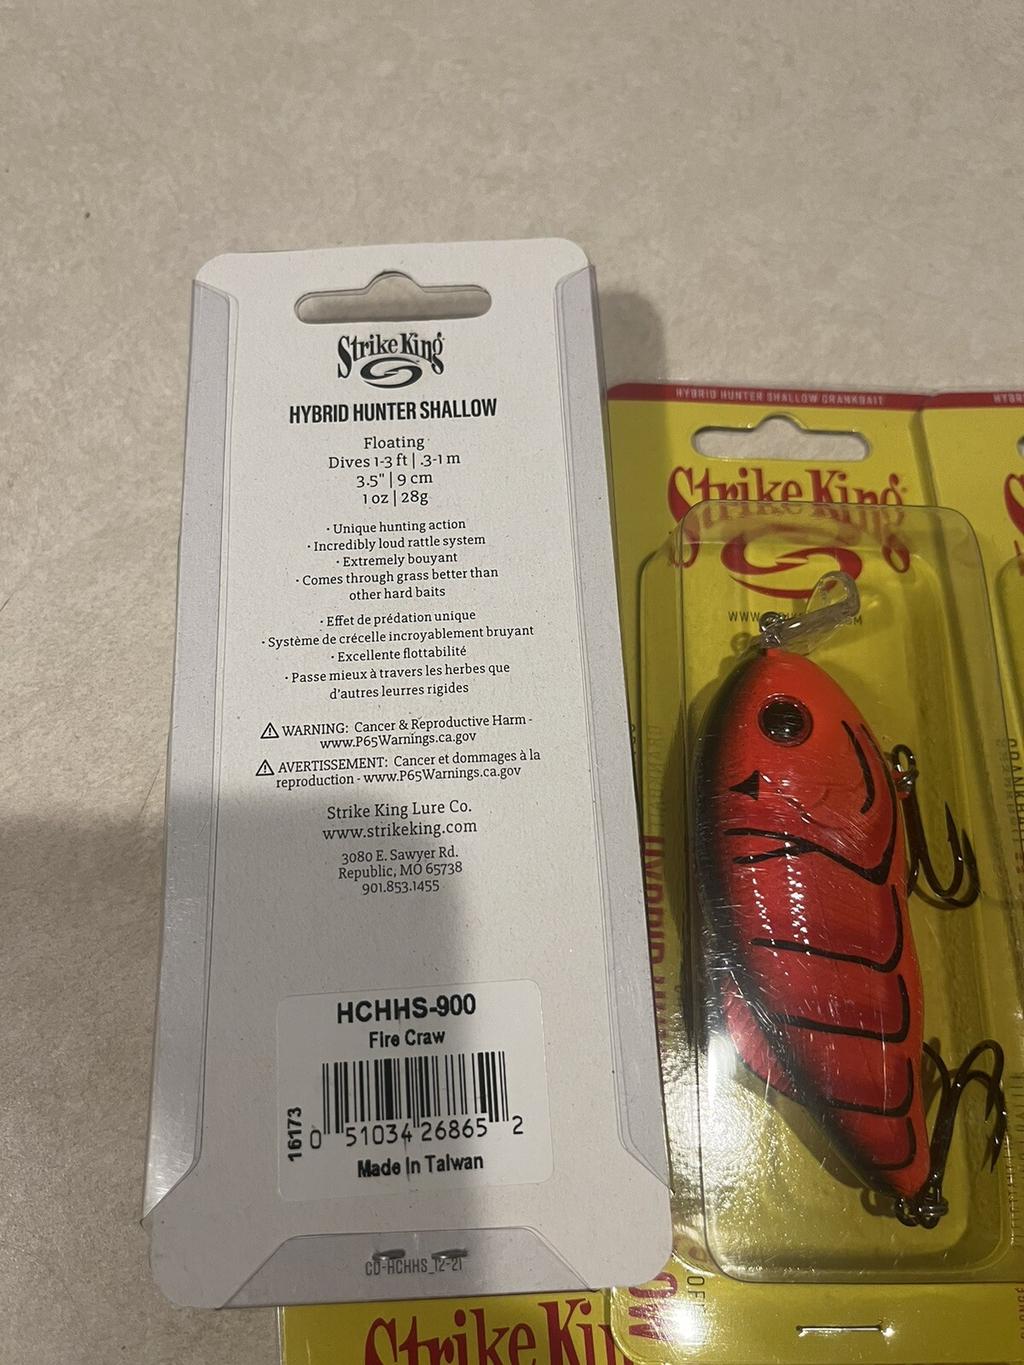 Strike King
HYBRID HUNTER SHALLOW
Floating
Dives 1-3 ft | .3-1 m
3.5" | 9 cm
1 oz | 28g
· Unique hunting action
· Incredibly loud rattle system
· Extremely bouyant
· Comes through grass better than
other hard baits
· Effet de prédation unique
· Système de crécelle incroyablement bruyant
· Excellente flottabilité
· Passe mieux à travers les herbes que
d'autres leurres rigides
⚠ WARNING: Cancer & Reproductive Harm -
www.P65Warnings.ca.gov
⚠ AVERTISSEMENT: Cancer et dommages à la
reproduction - www.P65Warnings.ca.gov
Strike King Lure Co.
www.strikeking.com
3080 E. Sawyer Rd.
Republic, MO 65738
901.853.1455
HCHHS-900
Fire Craw
16173
0 51034 26865 2
Made In Taiwan
CD-HCHHS_12-21
HYBRID HUNTER SHALLOW CRANKBAIT
Strike King
HYBR
Strike Ki